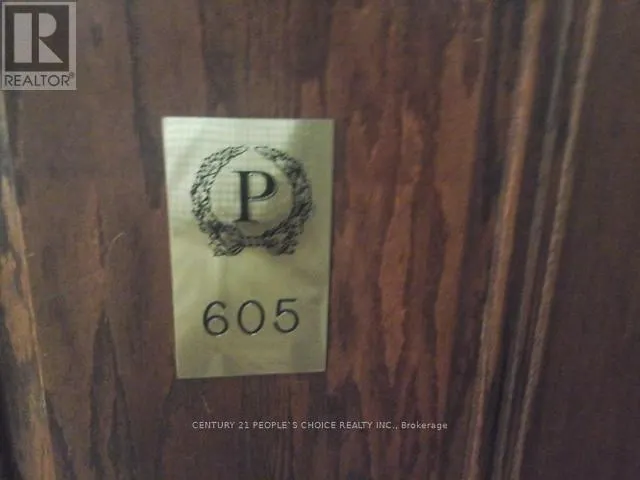 R
REALTOR®
P
605
CENTURY 21 PEOPLE`S CHOICE REALTY INC., Brokerage